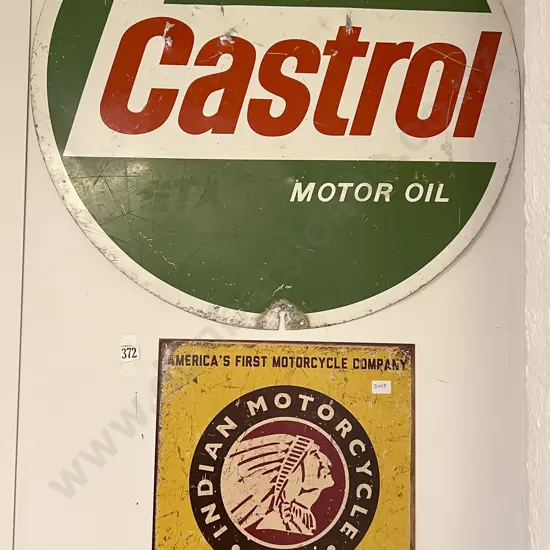 Castrol
MOTOR OIL
372
AMERICA'S FIRST MOTORCYCLE COMPANY
INDIAN MOTORCYCLE